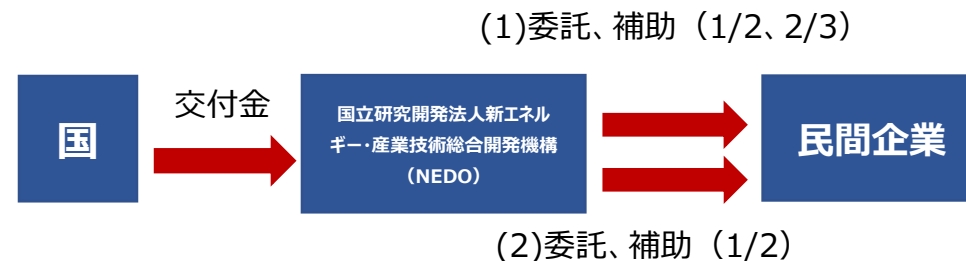 (1)委託、補助（1/2、2/3）
国
交付金
国立研究開発法人新エネル
ギー・産業技術総合開発機構
（NEDO）
民間企業
(2)委託、補助（1/2）